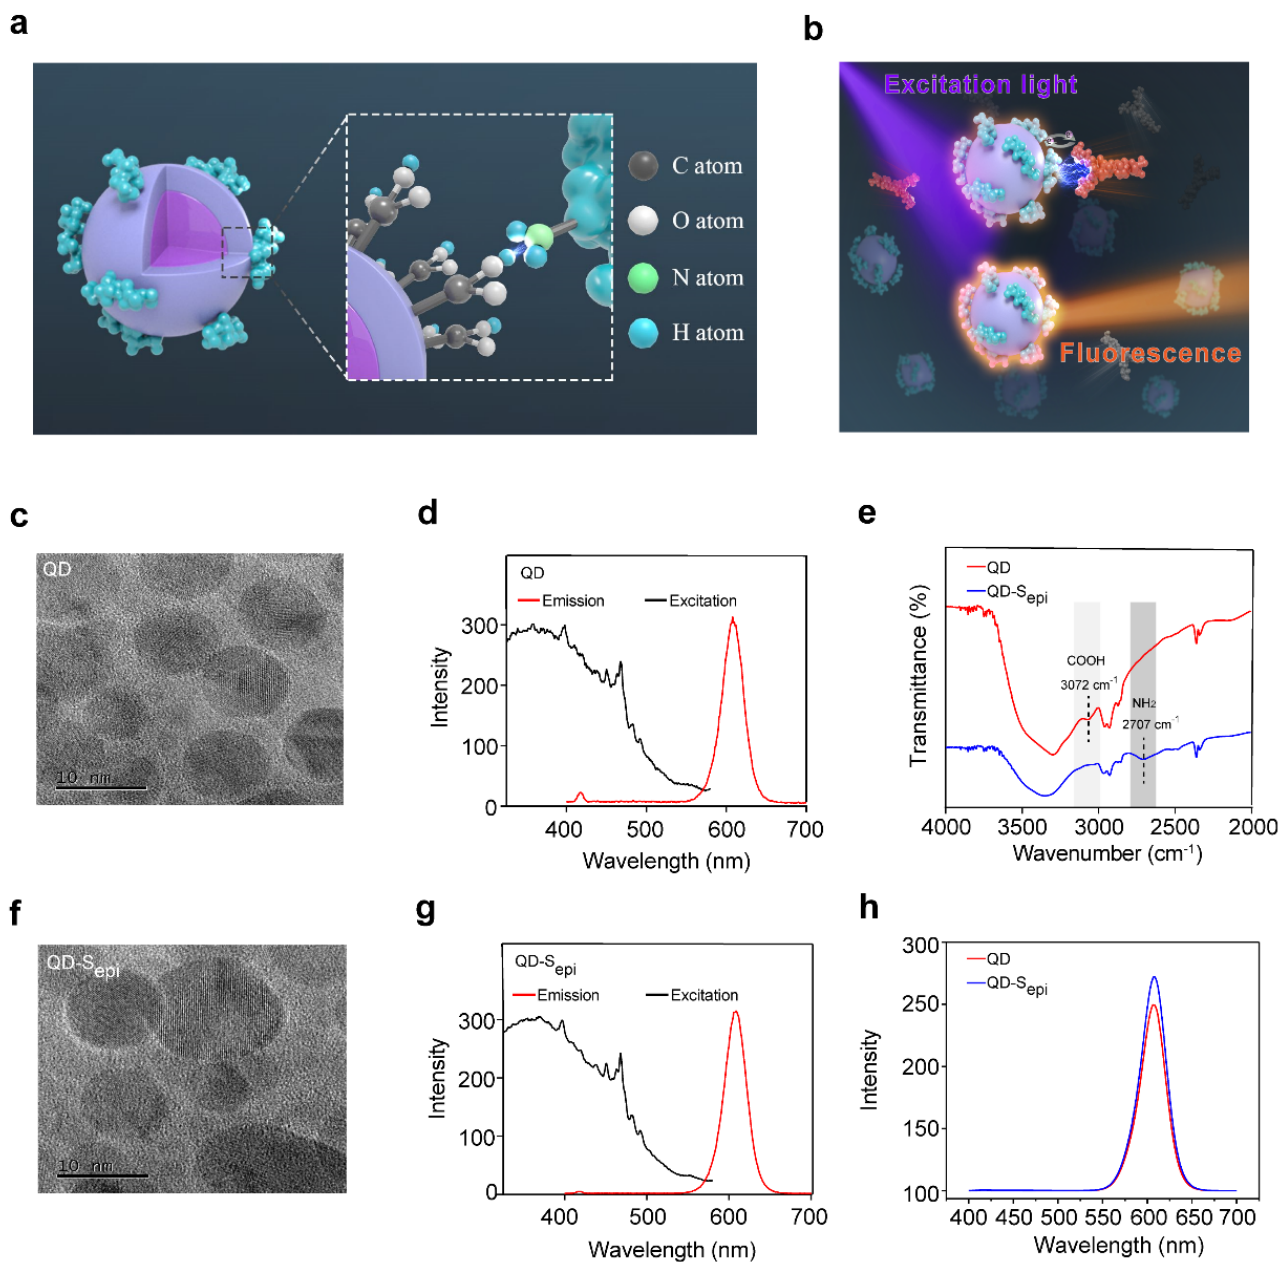 a
b
Excitation light
Fluorescence
C atom
O atom
N atom
H atom
c
QD
10 nm
d
QD
Emission
Excitation
300
200
100
0
400
500
600
700
Intensity
Wavelength (nm)
e
QD
QD-Sepi
COOH
3072 cm-1
NH2
2707 cm-1
Transmittance (%)
4000
3500
3000
2500
2000
Wavenumber (cm-1)
f
QD-Sepi
10 nm
g
QD-Sepi
Emission
Excitation
300
200
100
0
400
500
600
700
Intensity
Wavelength (nm)
h
QD
QD-Sepi
300
250
200
150
100
400
450
500
550
600
650
700
Intensity
Wavelength (nm)